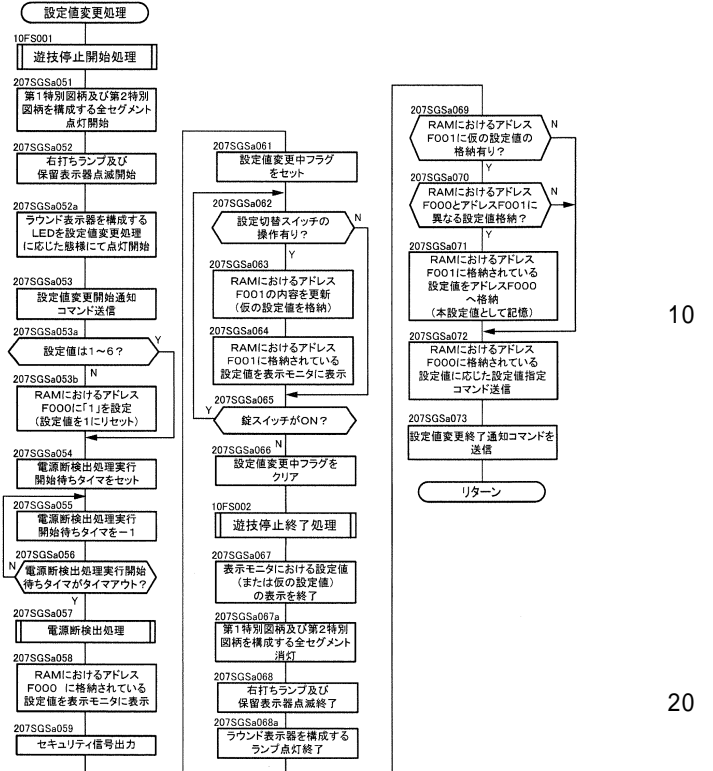 設定値変更処理
10FS001
遊技停止開始処理
207SGSa051
第1特別図柄及び第2特別
図柄を構成する全セグメント
点灯開始
207SGSa052
右打ちランプ及び
保留表示器点滅開始
207SGSa052a
ラウンド表示器を構成する
LEDを設定値変更処理
に応じた態様にて点灯開始
207SGSa053
設定値変更開始通知
コマンド送信
207SGSa053a
設定値は1~6?
Y
N
207SGSa053b
RAMにおけるアドレス
F000に「1」を設定
(設定値を1にリセット)
207SGSa054
電源断検出処理実行
開始待ちタイマをセット
207SGSa055
電源断検出処理実行
開始待ちタイマを-1
207SGSa056
電源断検出処理実行開始
待ちタイマがタイマアウト?
N
Y
207SGSa057
電源断検出処理
207SGSa058
RAMにおけるアドレス
F000 に格納されている
設定値を表示モニタに表示
207SGSa059
セキュリティ信号出力
207SGSa061
設定値変更中フラグ
をセット
207SGSa062
設定切替スイッチの
操作有り?
N
Y
207SGSa063
RAMにおけるアドレス
F001の内容を更新
(仮の設定値を格納)
207SGSa064
RAMにおけるアドレス
F001に格納されている
設定値を表示モニタに表示
207SGSa065
錠スイッチがON?
Y
N
207SGSa066
設定値変更中フラグを
クリア
10FS002
遊技停止終了処理
207SGSa067
表示モニタにおける設定値
(または仮の設定値)
の表示を終了
207SGSa067a
第1特別図柄及び第2特別
図柄を構成する全セグメント
消灯
207SGSa068
右打ちランプ及び
保留表示器点滅終了
207SGSa068a
ラウンド表示器を構成する
ランプ点灯終了
207SGSa069
RAMにおけるアドレス
F001に仮の設定値の
格納有り?
N
Y
207SGSa070
RAMにおけるアドレス
F000とアドレスF001に
異なる設定値格納?
N
Y
207SGSa071
RAMにおけるアドレス
F001に格納されている
設定値をアドレスF000
へ格納
(本設定値として記憶)
207SGSa072
RAMにおけるアドレス
F000に格納されている
設定値に応じた設定値指定
コマンド送信
207SGSa073
設定値変更終了通知コマンドを
送信
リターン
10
20